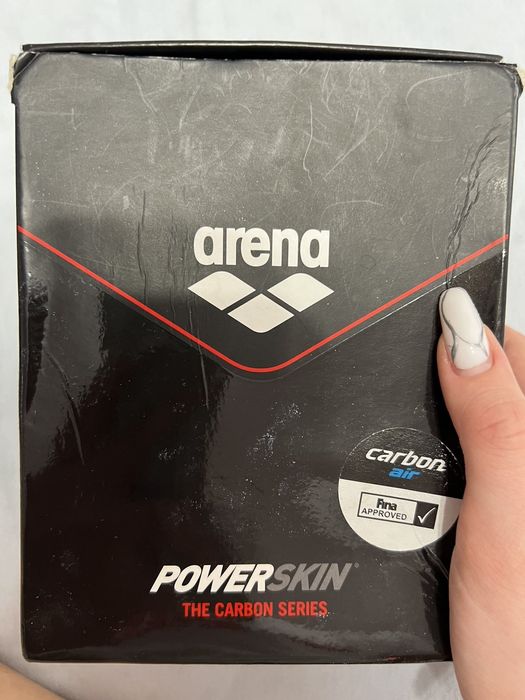 arena
carbon
air
Fina
APPROVED
POWERSKIN®
THE CARBON SERIES